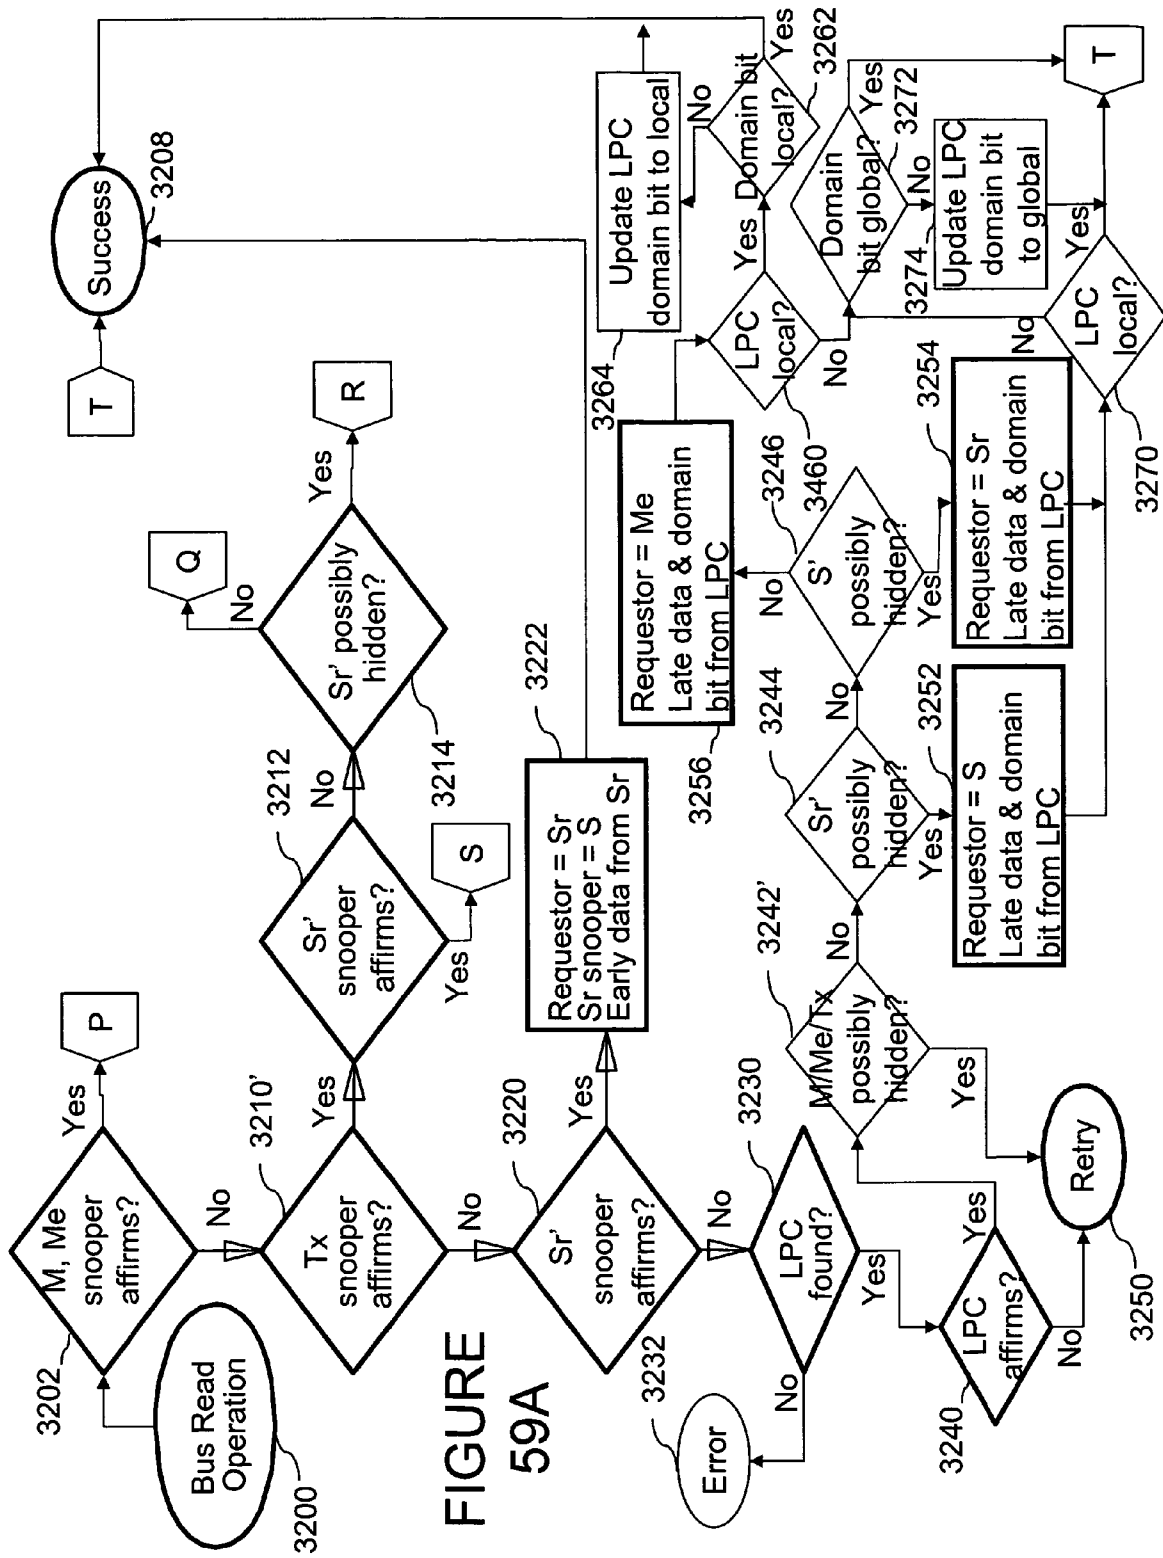 Bus Read
Operation
3200
M, Me
snooper
affirms?
3202
Yes
P
No
Tx
snooper
affirms?
3210'
Yes
Sr'
snooper
affirms?
3212
Yes
S
No
Sr' possibly
hidden?
3214
No
Q
Yes
R
T
Success
3208
No
Sr'
snooper
affirms?
3220
Yes
Requestor = Sr
Sr snooper = S
Early data from Sr
3222
No
LPC
found?
3230
No
Error
3232
Yes
LPC
affirms?
3240
No
Retry
3250
Yes
M/Me/Tx
possibly
hidden?
3242'
Yes
No
Sr'
possibly
hidden?
3244
Yes
Requestor = S
Late data & domain
bit from LPC
3252
No
S'
possibly
hidden?
3246
Yes
Requestor = Sr
Late data & domain
bit from LPC
3254
No
Requestor = Me
Late data & domain
bit from LPC
3256
LPC
local?
3460
Yes
Domain bit
local?
3262
No
Update LPC
domain bit to local
3264
Yes
No
Domain
bit global?
3272
Yes
No
Update LPC
domain bit
to global
3274
LPC
local?
3270
No
Yes
T
FIGURE
59A